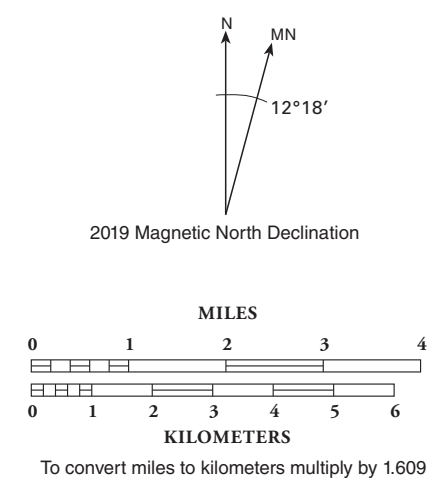 N
MN
12°18′
2019 Magnetic North Declination
MILES
0 1 2 3 4
0 1 2 3 4 5 6
KILOMETERS
To convert miles to kilometers multiply by 1.609